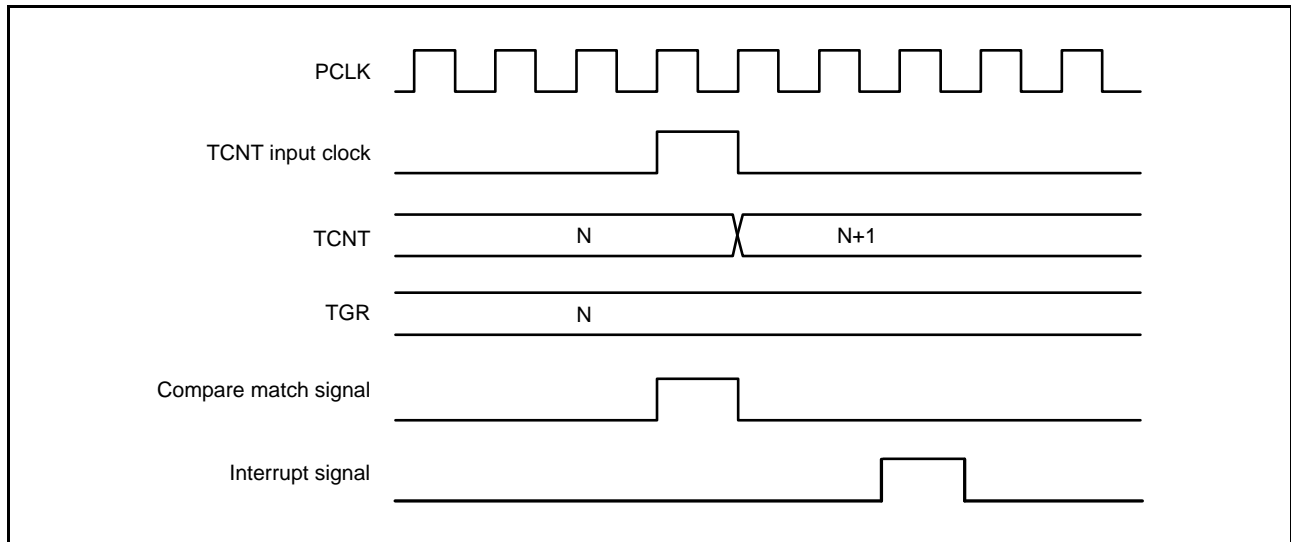 PCLK
TCNT input clock
TCNT
N
N+1
TGR
N
Compare match signal
Interrupt signal